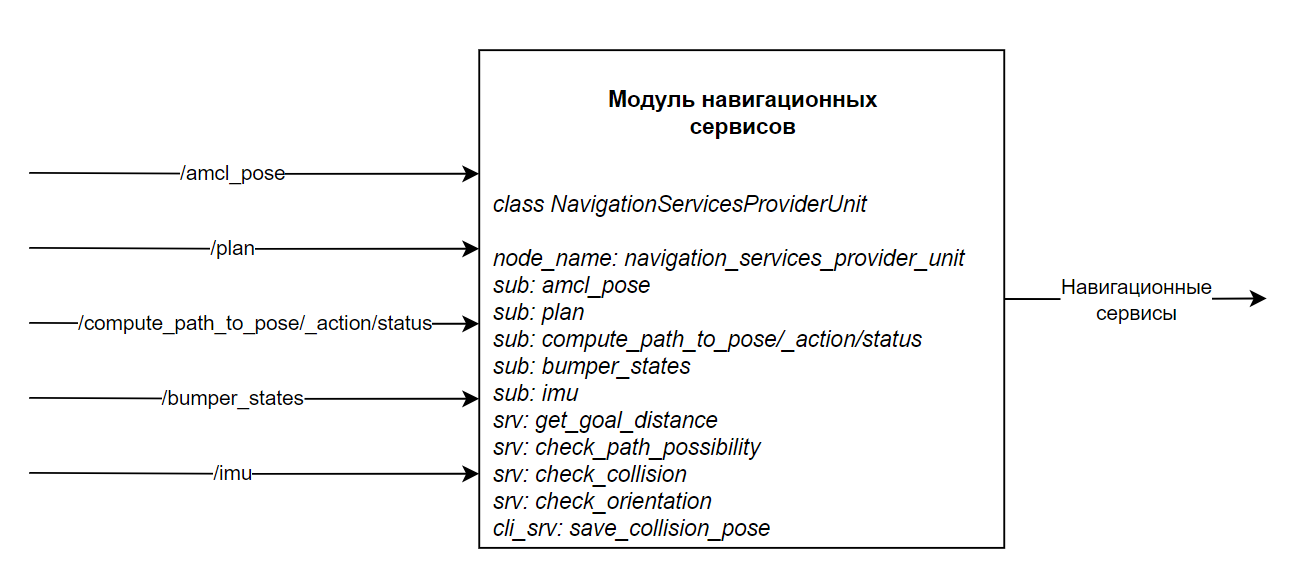 Модуль навигационных
сервисов
/amcl_pose
/plan
/compute_path_to_pose/_action/status
/bumper_states
/imu
class NavigationServicesProviderUnit
node_name: navigation_services_provider_unit
sub: amcl_pose
sub: plan
sub: compute_path_to_pose/_action/status
sub: bumper_states
sub: imu
srv: get_goal_distance
srv: check_path_possibility
srv: check_collision
srv: check_orientation
cli_srv: save_collision_pose
Навигационные
сервисы